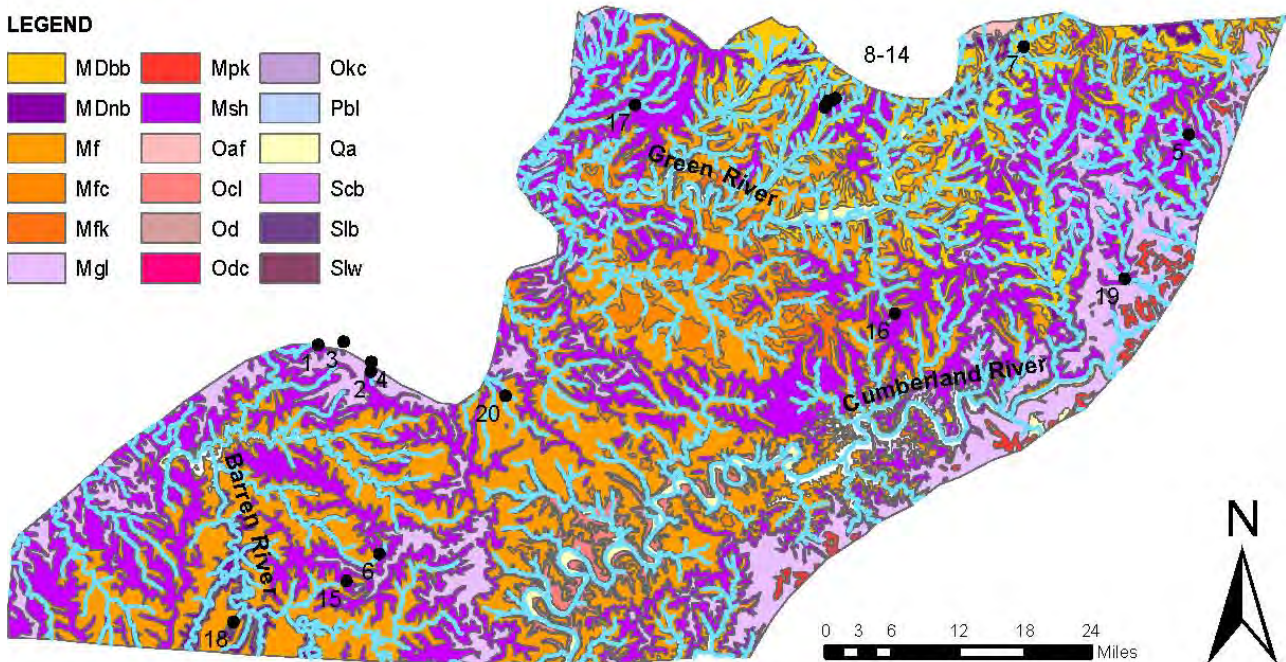 LEGEND
MDbb
MDnb
Mf
Mfc
Mfk
Mgl
Mpk
Msh
Oaf
Ocl
Od
Odc
Okc
Pbl
Qa
Scb
Slb
Slw
8-14
7
17
5
Green River
19
16
1
3
2
4
Cumberland River
20
Barren River
6
15
18
N
0 3 6 12 18 24
Miles